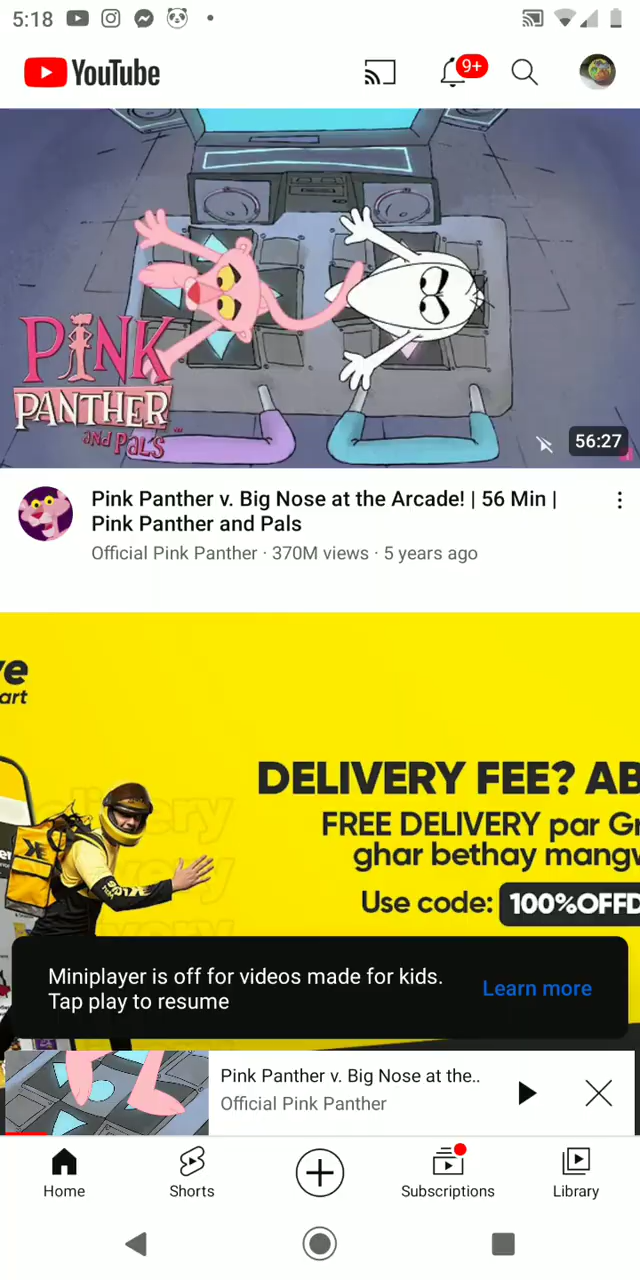 5:18
YouTube
9+
PINK
PANTHER
and PALS
56:27
Pink Panther v. Big Nose at the Arcade! | 56 Min |
Pink Panther and Pals
Official Pink Panther · 370M views · 5 years ago
art
DELIVERY FEE? AB
FREE DELIVERY par Gr
ghar bethay mangw
Use code: 100%OFFD
Miniplayer is off for videos made for kids.
Tap play to resume
Learn more
Pink Panther v. Big Nose at the..
Official Pink Panther
Home
Shorts
Subscriptions
Library